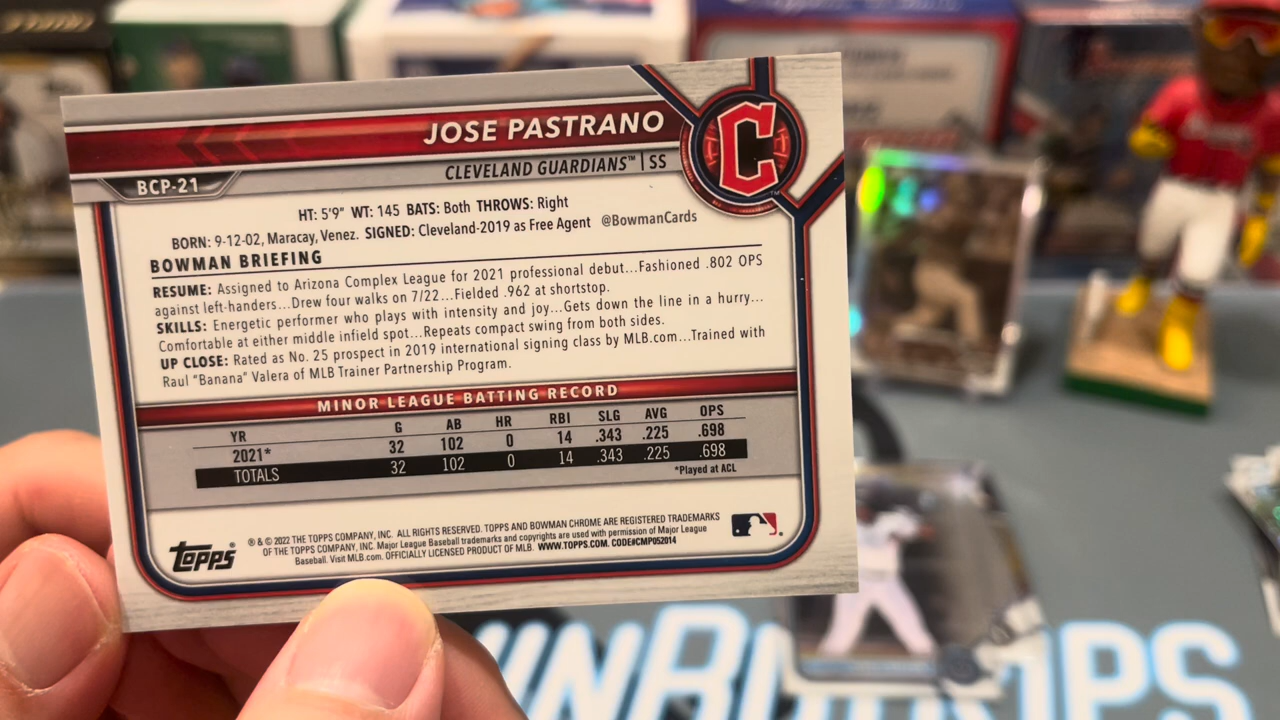 JOSE PASTRANO
CLEVELAND GUARDIANS™ | SS
C
BCP-21
HT: 5'9" WT: 145 BATS: Both THROWS: Right
BORN: 9-12-02, Maracay, Venez. SIGNED: Cleveland-2019 as Free Agent @BowmanCards
BOWMAN BRIEFING
RESUME: Assigned to Arizona Complex League for 2021 professional debut...Fashioned .802 OPS
against left-handers...Drew four walks on 7/22...Fielded .962 at shortstop.
SKILLS: Energetic performer who plays with intensity and joy...Gets down the line in a hurry...
Comfortable at either middle infield spot...Repeats compact swing from both sides.
UP CLOSE: Rated as No. 25 prospect in 2019 international signing class by MLB.com...Trained with
Raul "Banana" Valera of MLB Trainer Partnership Program.
MINOR LEAGUE BATTING RECORD
YR G AB HR RBI SLG AVG OPS
2021* 32 102 0 14 .343 .225 .698
TOTALS 32 102 0 14 .343 .225 .698
*Played at ACL
Topps®
® & © 2022 THE TOPPS COMPANY, INC. ALL RIGHTS RESERVED. TOPPS AND BOWMAN CHROME ARE REGISTERED TRADEMARKS
OF THE TOPPS COMPANY, INC. Major League Baseball trademarks and copyrights are used with permission of Major League
Baseball. Visit MLB.com. OFFICIALLY LICENSED PRODUCT OF MLB. WWW.TOPPS.COM. CODE#CMP052014